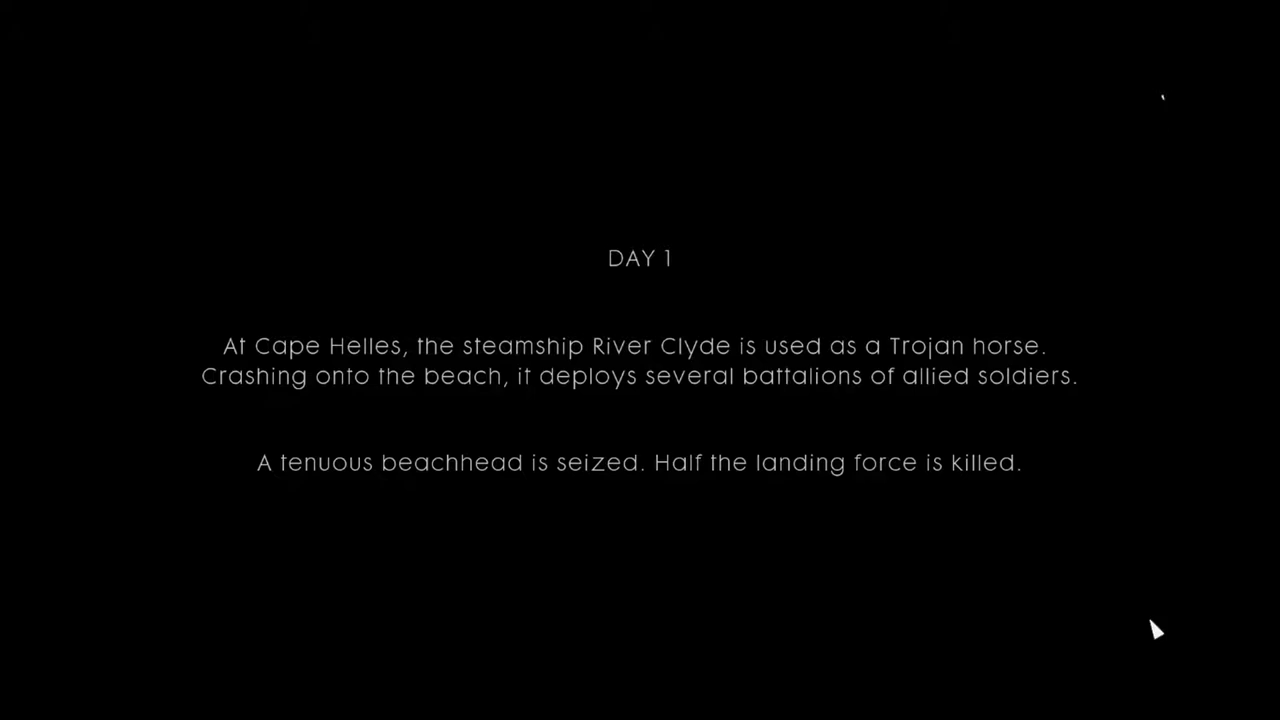 DAY 1
At Cape Helles, the steamship River Clyde is used as a Trojan horse.
Crashing onto the beach, it deploys several battalions of allied soldiers.
A tenuous beachhead is seized. Half the landing force is killed.